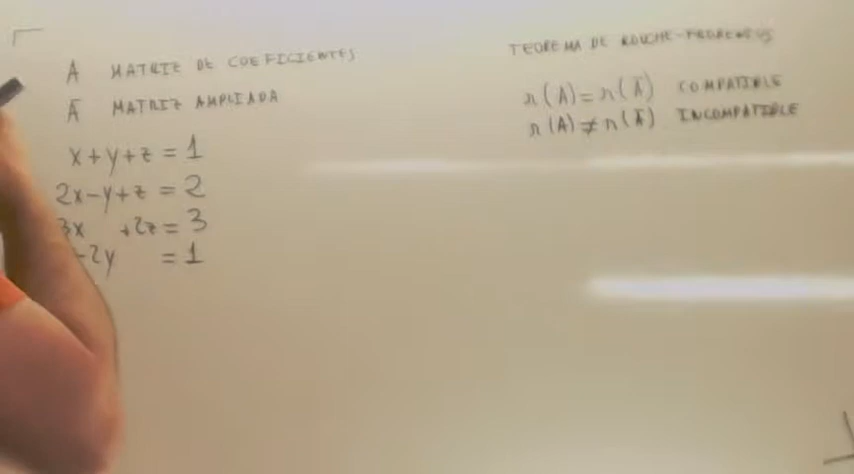 A MATRIZ DE COEFICIENTES
Ā MATRIZ AMPLIADA
x+y+z = 1
2x-y+z = 2
3x +2z = 3
-2y = 1
TEOREMA DE ROUCHE-FROBENIUS
r(A) = r(Ā) COMPATIBLE
r(A) ≠ r(Ā) INCOMPATIBLE